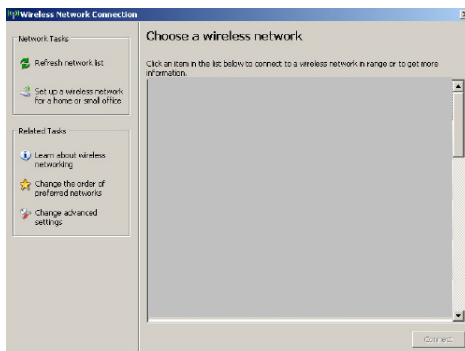 Wireless Network Connection
Network Tasks
Refresh network list
Set up a wireless network
for a home or small office
Related Tasks
Learn about wireless
networking
Change the order of
preferred networks
Change advanced
settings
Choose a wireless network
Click an item in the list below to connect to a wireless network in range or to get more
information.
Connect